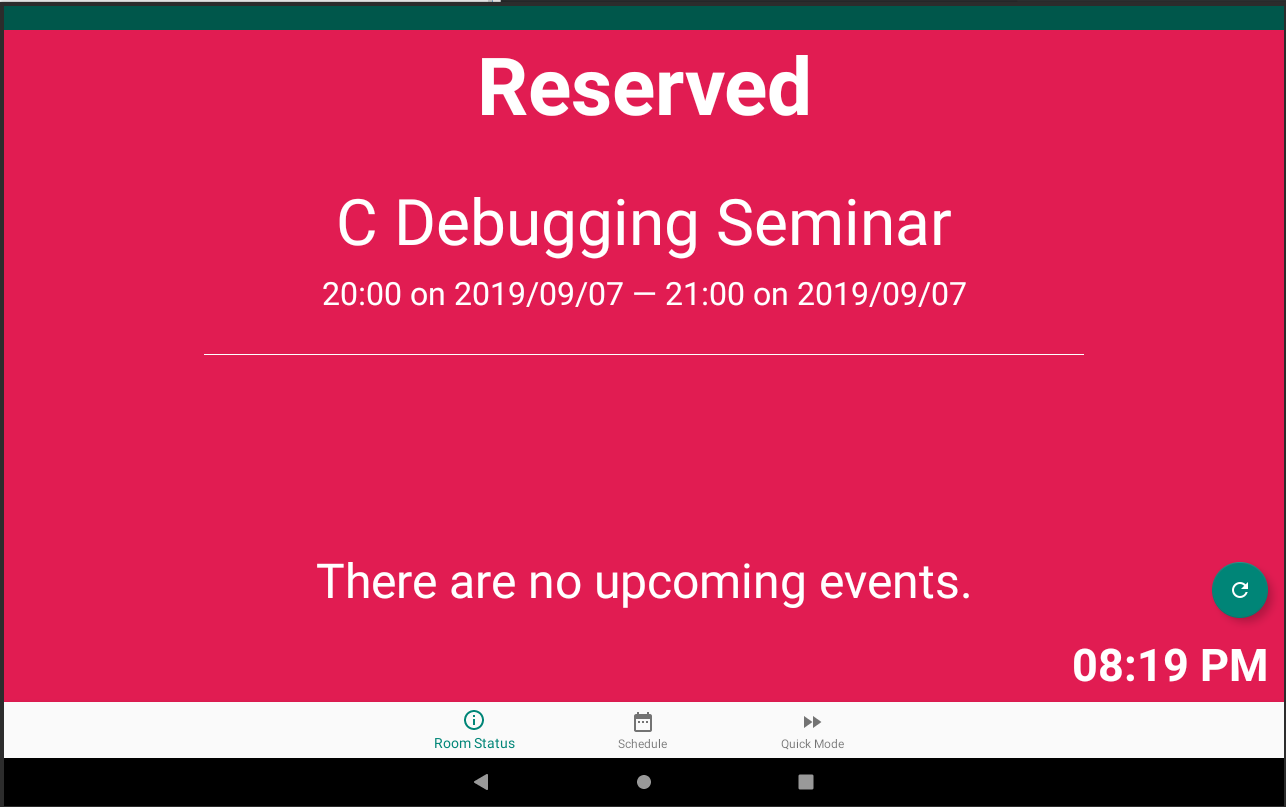 Reserved
C Debugging Seminar
20:00 on 2019/09/07 — 21:00 on 2019/09/07
There are no upcoming events.
08:19 PM
Room Status
Schedule
Quick Mode